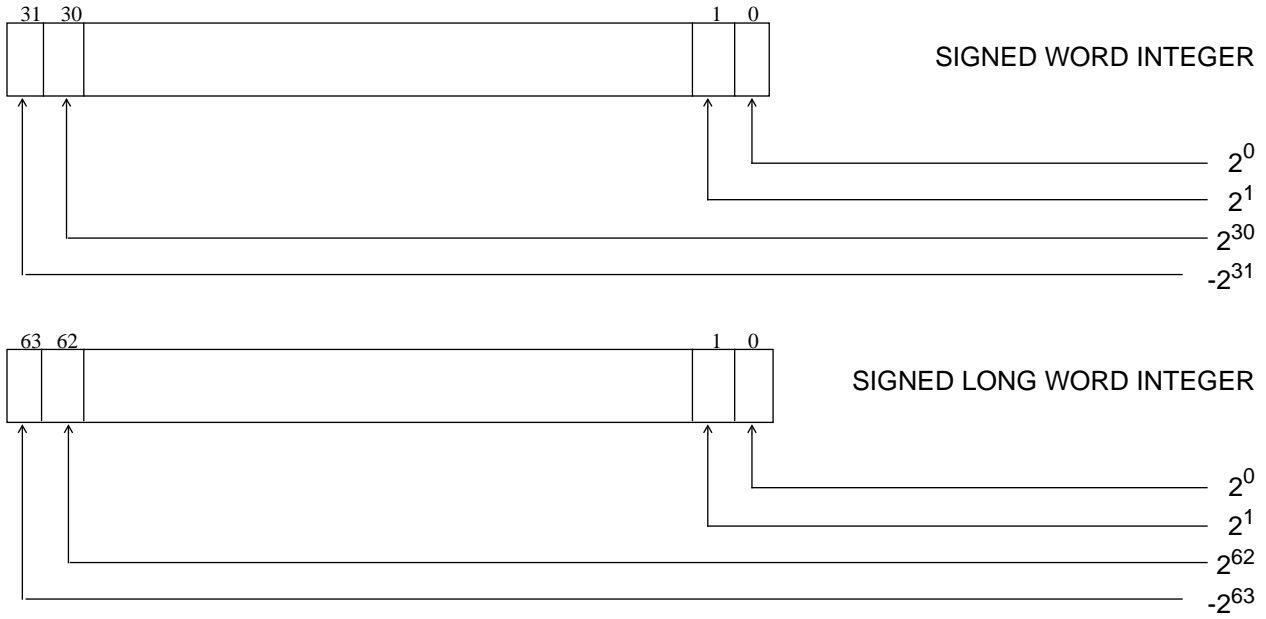 31 30 1 0
SIGNED WORD INTEGER
2^0
2^1
2^30
-2^31
63 62 1 0
SIGNED LONG WORD INTEGER
2^0
2^1
2^62
-2^63